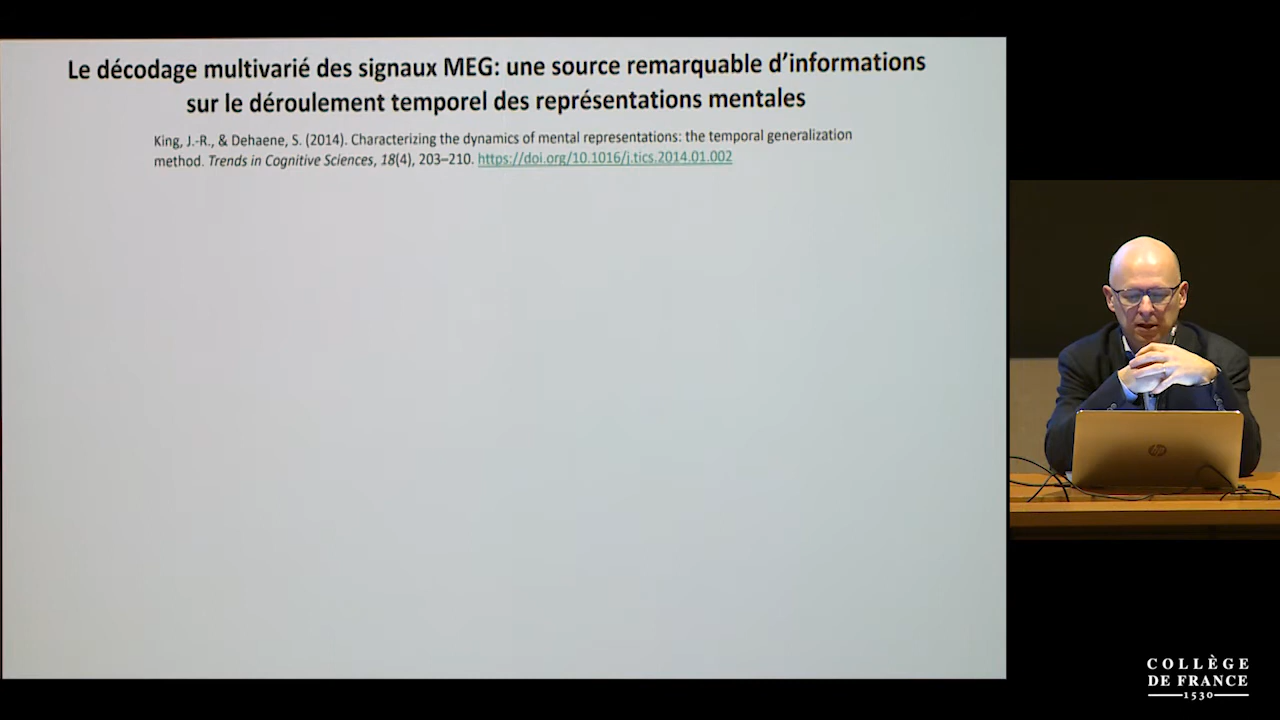 Le décodage multivarié des signaux MEG: une source remarquable d’informations
sur le déroulement temporel des représentations mentales
King, J.-R., & Dehaene, S. (2014). Characterizing the dynamics of mental representations: the temporal generalization
method. Trends in Cognitive Sciences, 18(4), 203–210. https://doi.org/10.1016/j.tics.2014.01.002
hp
COLLÈGE
DE FRANCE
1530